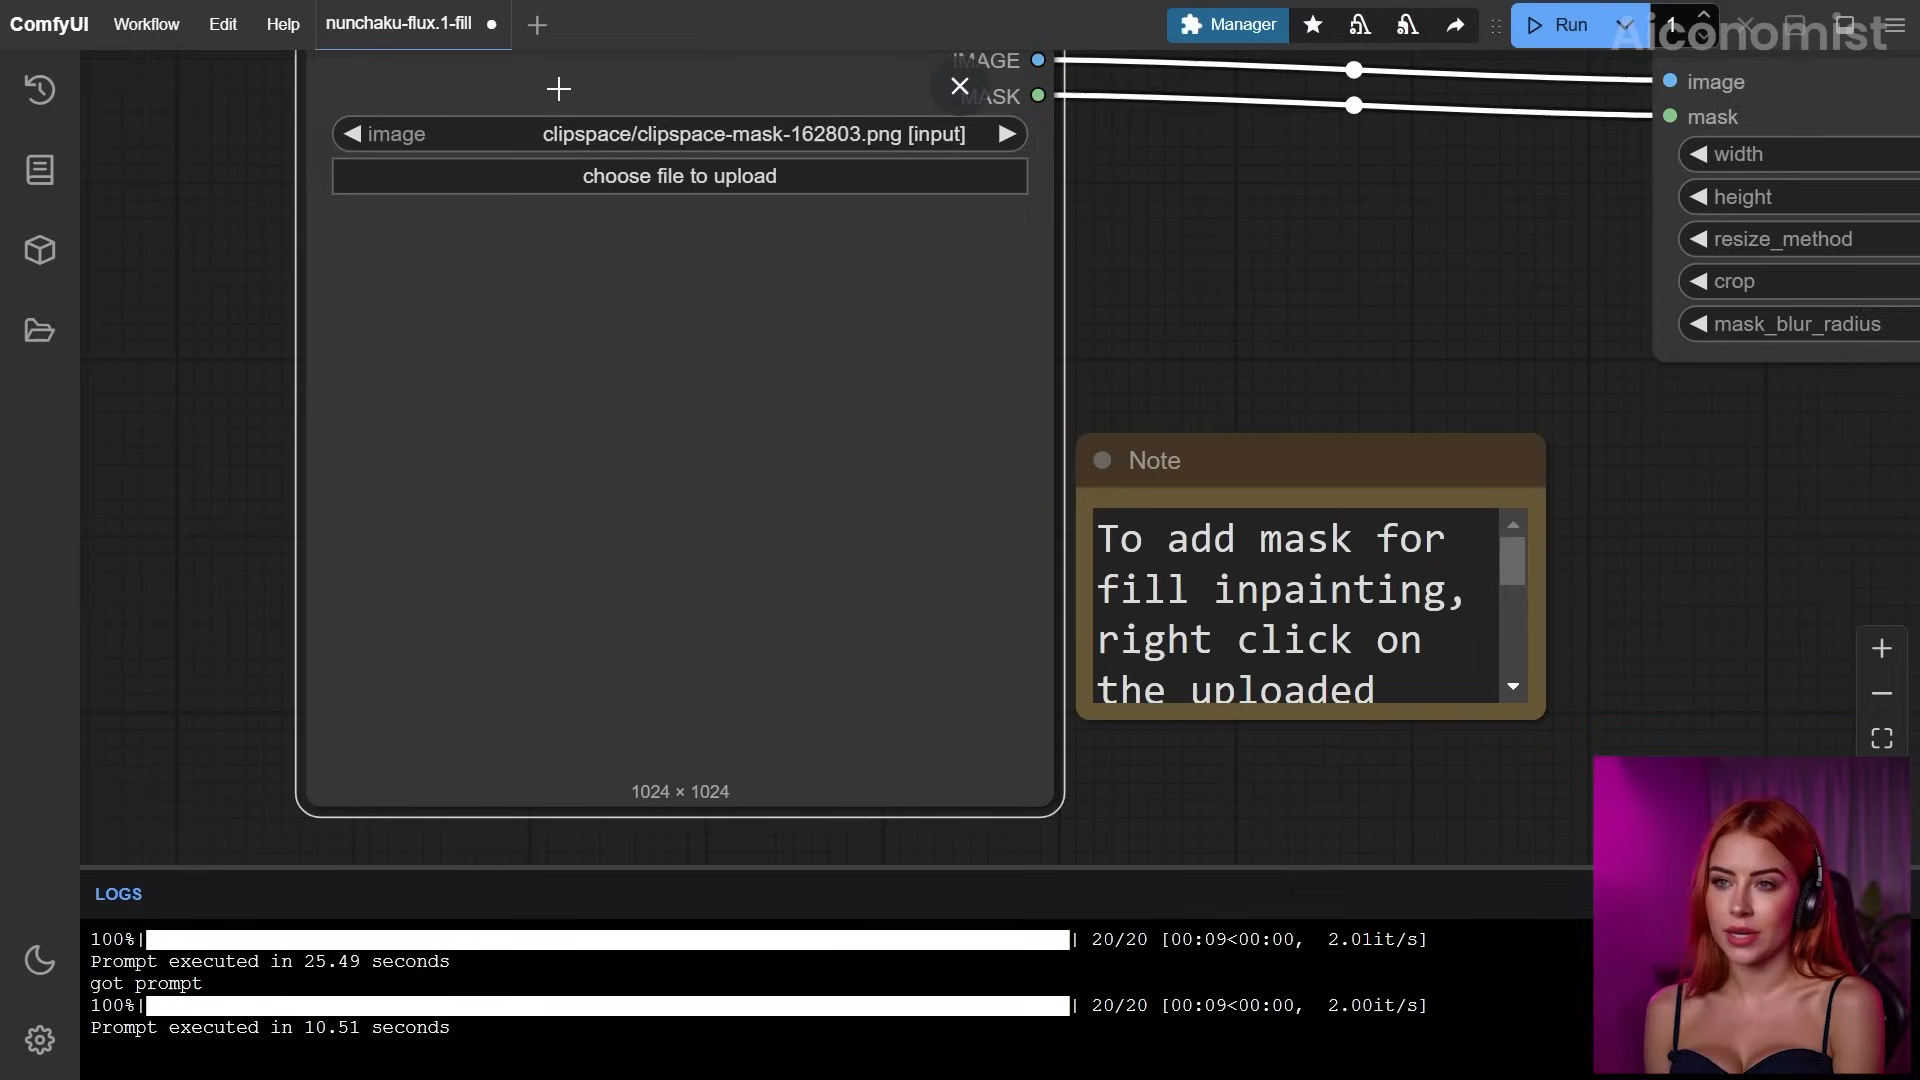 ComfyUI Workflow Edit Help nunchaku-flux.1-fill Manager Run 1
Aiconomist
IMAGE
MASK
image clipspace/clipspace-mask-162803.png [input]
choose file to upload
1024 × 1024
image
mask
width
height
resize_method
crop
mask_blur_radius
Note
To add mask for
fill inpainting,
right click on
the uploaded
LOGS
100%| | 20/20 [00:09<00:00, 2.01it/s]
Prompt executed in 25.49 seconds
got prompt
100%| | 20/20 [00:09<00:00, 2.00it/s]
Prompt executed in 10.51 seconds